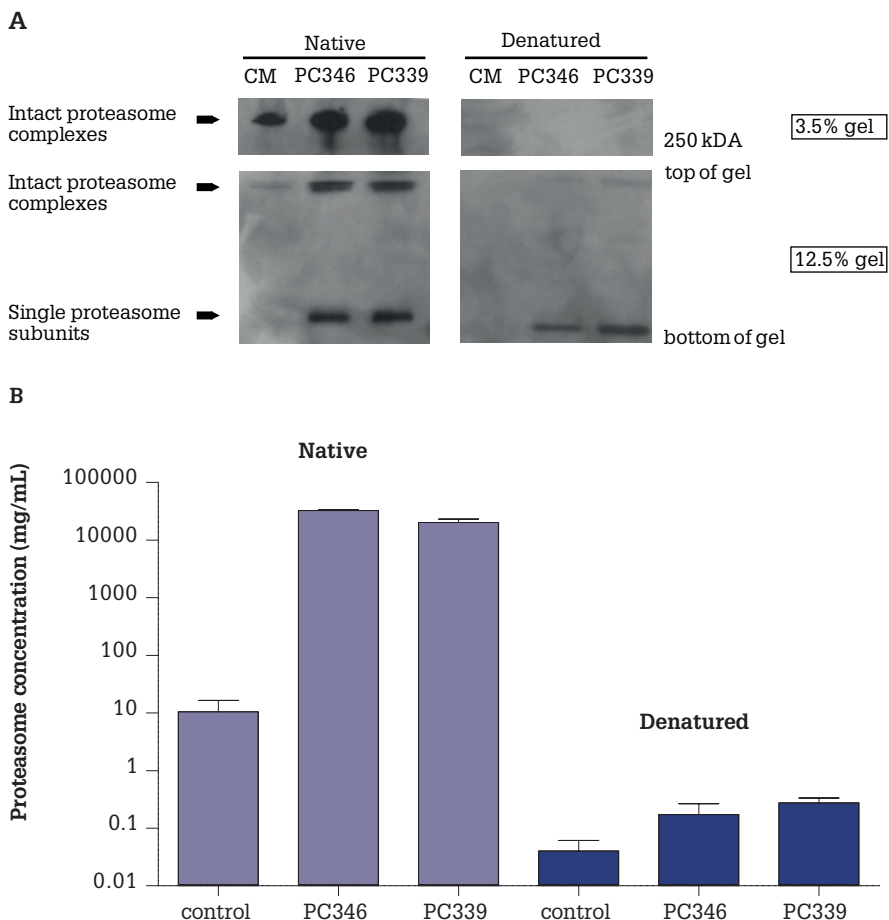 A
Native
Denatured
CM PC346 PC339
CM PC346 PC339
Intact proteasome
complexes
250 kDA
3.5% gel
top of gel
Intact proteasome
complexes
12.5% gel
Single proteasome
subunits
bottom of gel
B
Native
Proteasome concentration (mg/mL)
100000
10000
1000
100
10
1
0.1
0.01
Denatured
control PC346 PC339 control PC346 PC339